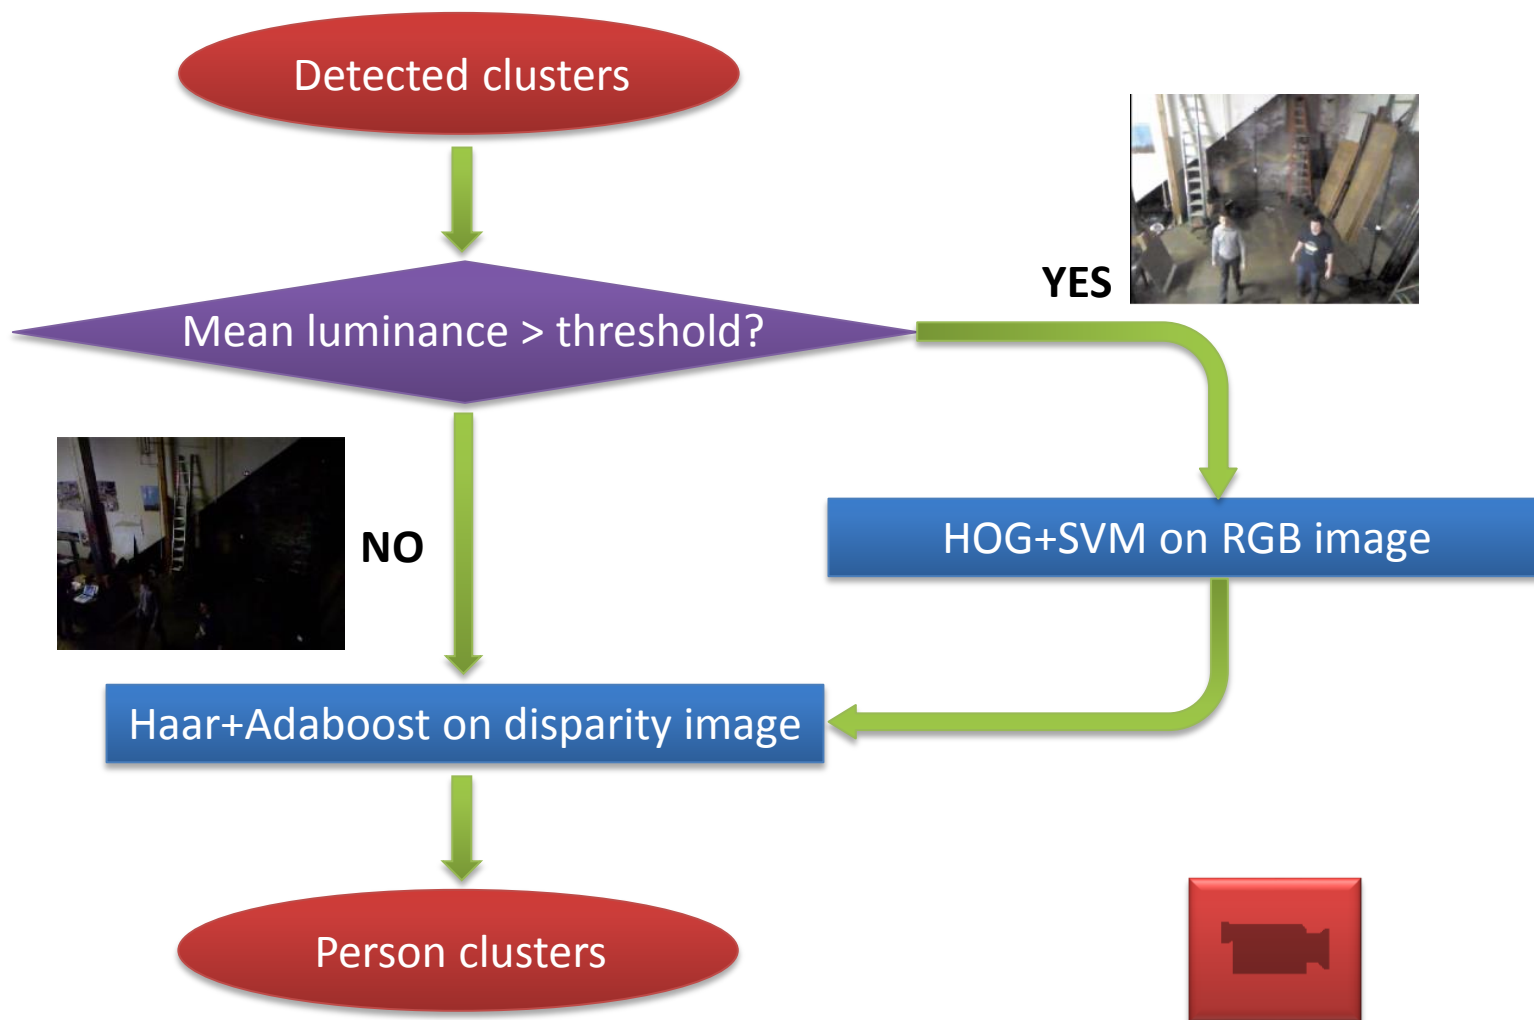 Detected clusters
YES
Mean luminance > threshold?
NO
HOG+SVM on RGB image
Haar+Adaboost on disparity image
Person clusters